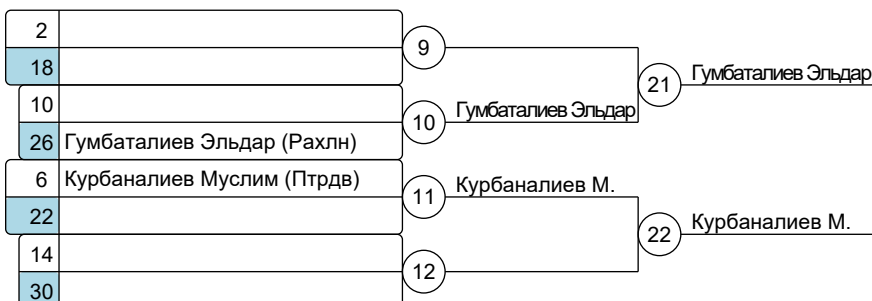 2
18
9
10
26 Гумбаталиев Эльдар (Рахлн)
10 Гумбаталиев Эльдар
21 Гумбаталиев Эльдар
6 Курбаналиев Муслим (Птрдв)
22
11 Курбаналиев М.
14
30
12
22 Курбаналиев М.